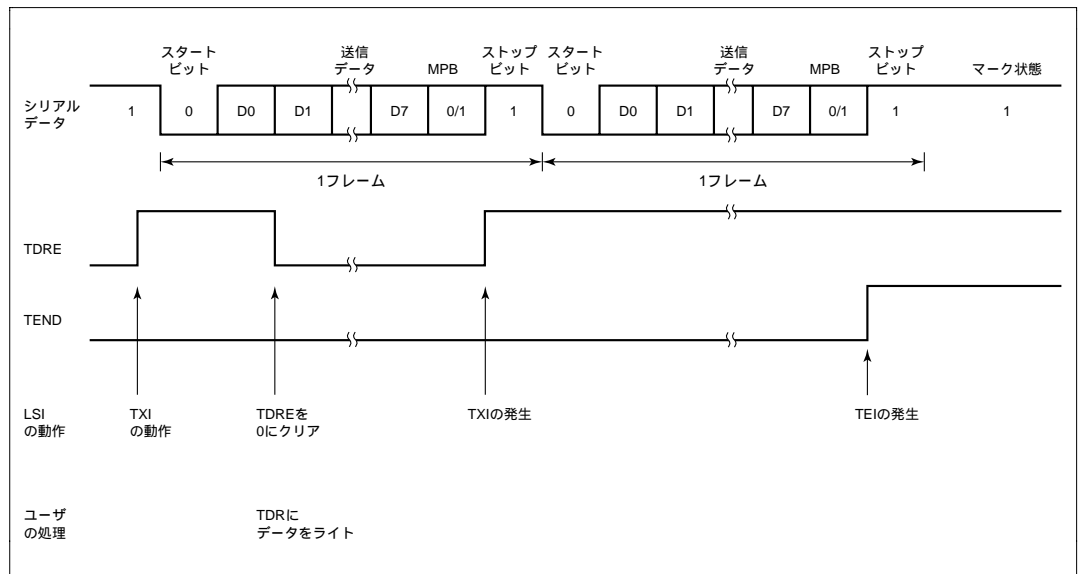 スタート
ビット
送信
データ
MPB
ストップ
ビット
スタート
ビット
送信
データ
MPB
ストップ
ビット
マーク状態
シリアル
データ
1 0 D0 D1 D7 0/1 1 0 D0 D1 D7 0/1 1 1
1フレーム 1フレーム
TDRE
TEND
LSI
の動作
TXI
の動作
TDREを
0にクリア
TXIの発生
TEIの発生
ユーザ
の処理
TDRに
データをライト